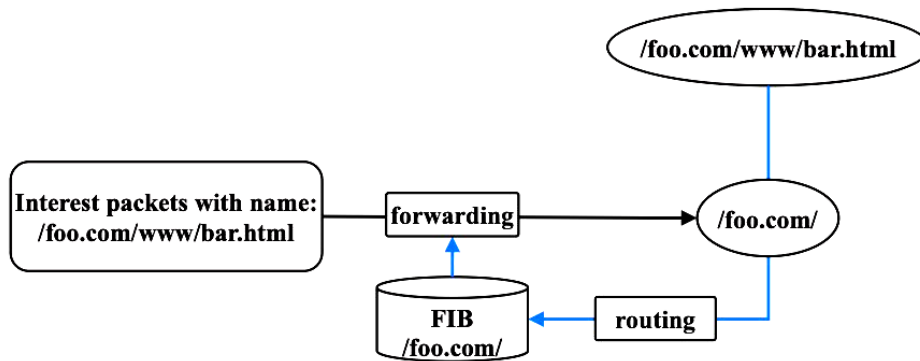 /foo.com/www/bar.html
Interest packets with name:
/foo.com/www/bar.html
forwarding
/foo.com/
FIB
/foo.com/
routing